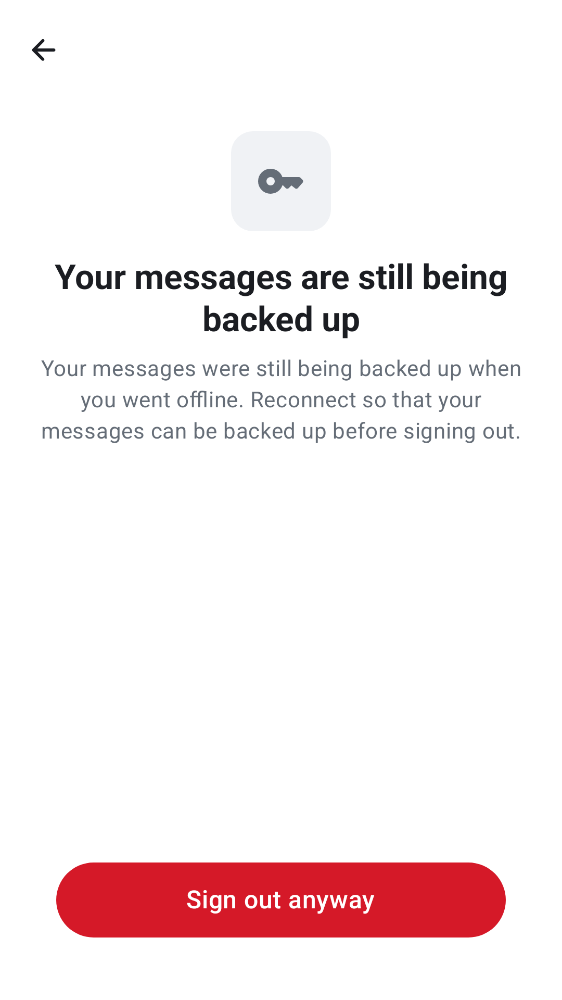 Your messages are still being
backed up
Your messages were still being backed up when
you went offline. Reconnect so that your
messages can be backed up before signing out.
Sign out anyway